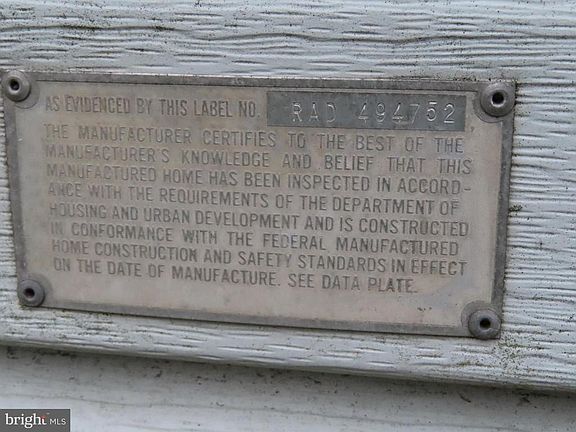 AS EVIDENCED BY THIS LABEL NO. RAD 494752
THE MANUFACTURER CERTIFIES TO THE BEST OF THE
MANUFACTURER'S KNOWLEDGE AND BELIEF THAT THIS
MANUFACTURED HOME HAS BEEN INSPECTED IN ACCORD-
ANCE WITH THE REQUIREMENTS OF THE DEPARTMENT OF
HOUSING AND URBAN DEVELOPMENT AND IS CONSTRUCTED
IN CONFORMANCE WITH THE FEDERAL MANUFACTURED
HOME CONSTRUCTION AND SAFETY STANDARDS IN EFFECT
ON THE DATE OF MANUFACTURE. SEE DATA PLATE.
bright MLS